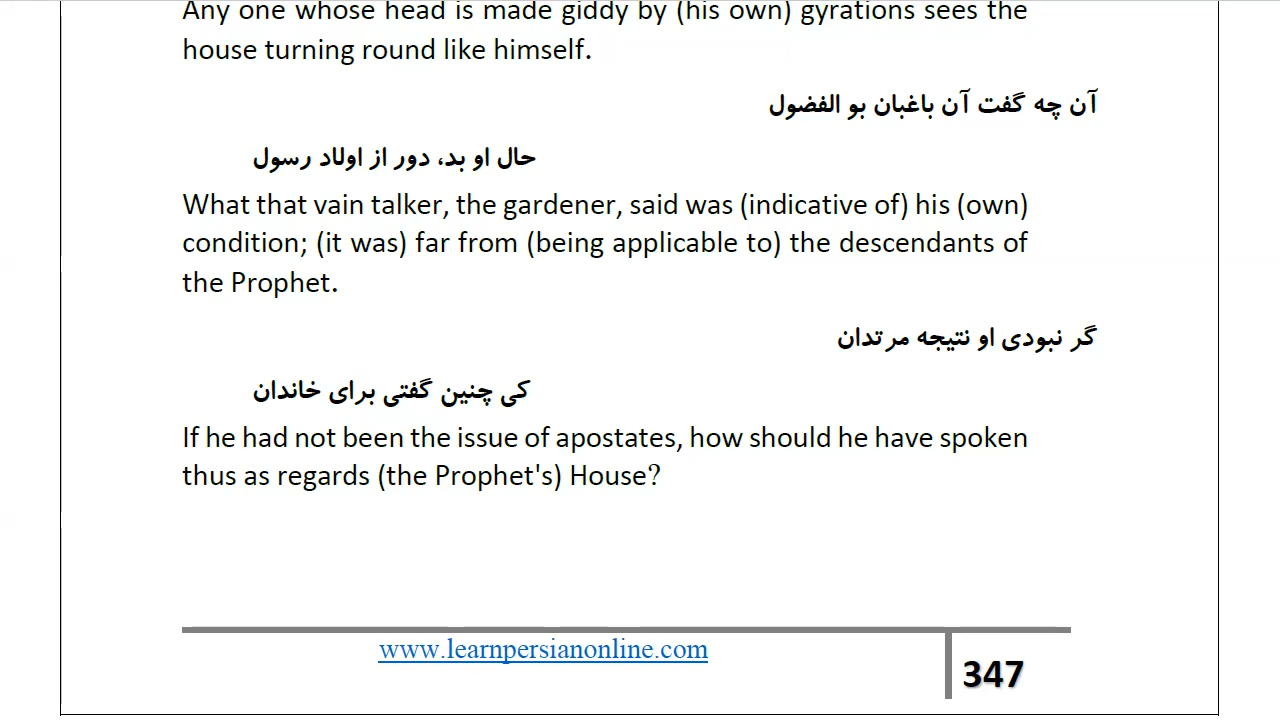 Any one whose head is made giddy by (his own) gyrations sees the
house turning round like himself.
آن چه گفت آن باغبان بو الفضول
حال او بد، دور از اولاد رسول
What that vain talker, the gardener, said was (indicative of) his (own)
condition; (it was) far from (being applicable to) the descendants of
the Prophet.
گر نبودی او نتیجه مرتدان
کی چنین گفتی برای خاندان
If he had not been the issue of apostates, how should he have spoken
thus as regards (the Prophet's) House?
www.learnpersianonline.com
347